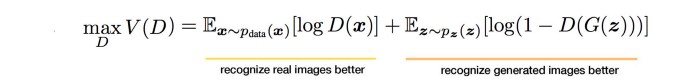 max_D V(D) = 𝔼_{x∼p_data(x)}[log D(x)] + 𝔼_{z∼p_z(z)}[log(1 − D(G(z)))]
recognize real images better recognize generated images better